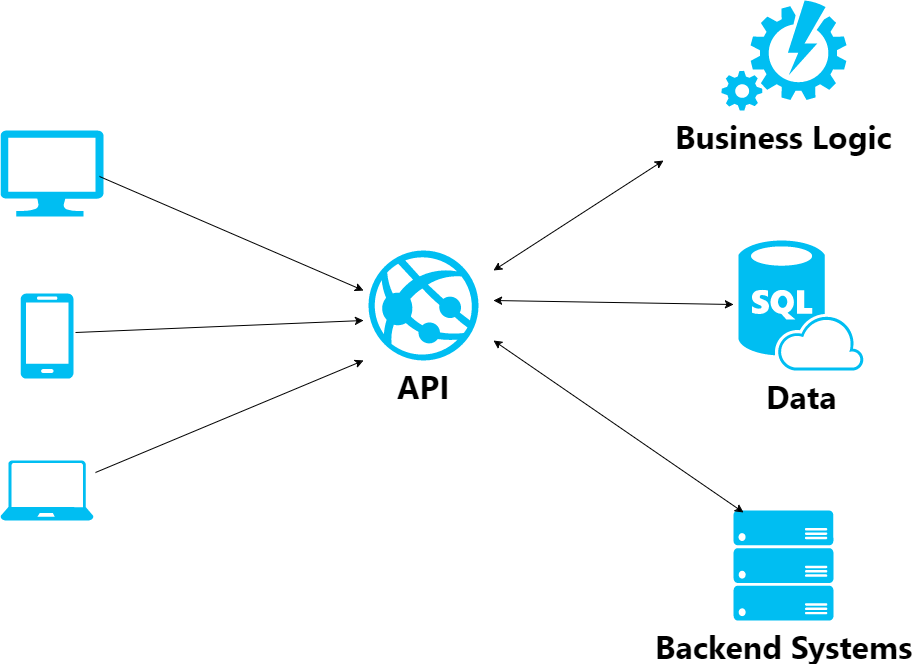 Business Logic
SQL
API
Data
Backend Systems